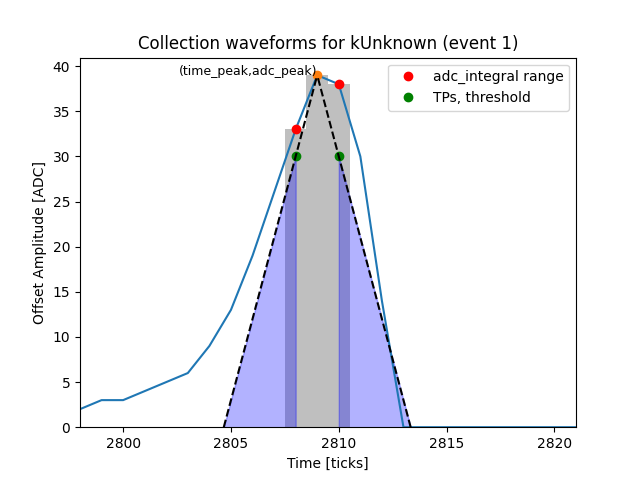 Collection waveforms for kUnknown (event 1)
(time_peak,adc_peak)
adc_integral range
TPs, threshold
Offset Amplitude [ADC]
40
35
30
25
20
15
10
5
0
2800 2805 2810 2815 2820
Time [ticks]